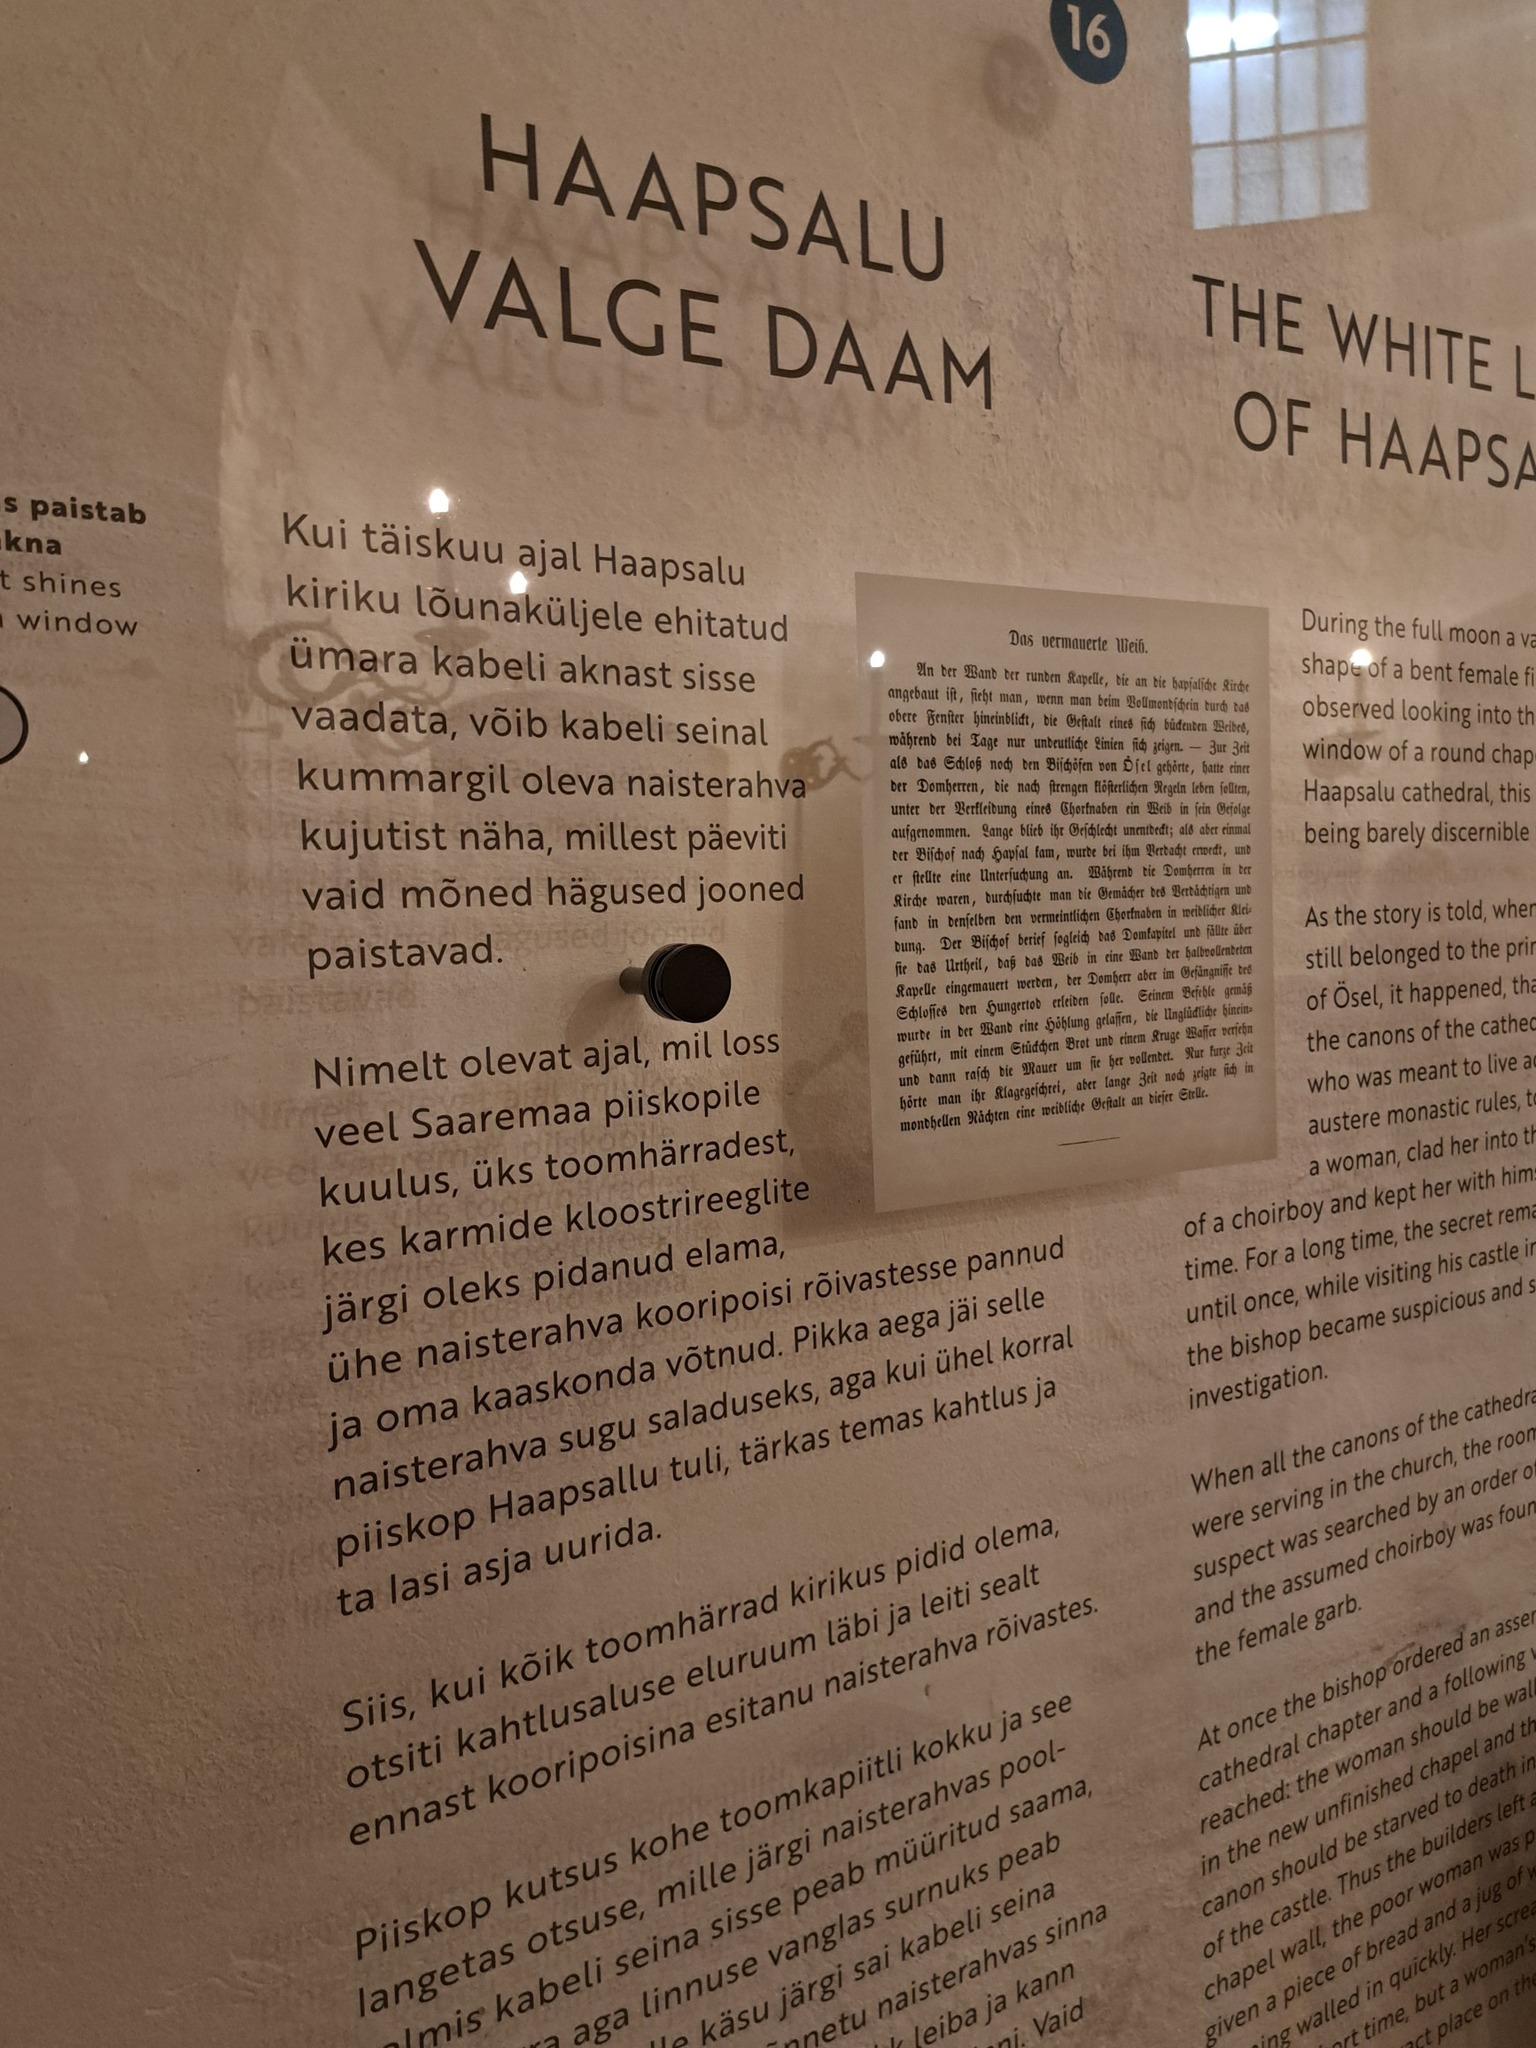 16
HAAPSALU
VALGE DAAM
s paistab
kna
t shines
window
Kui täiskuu ajal Haapsalu
kiriku lõunaküljele ehitatud
ümara kabeli aknast sisse
vaadata, võib kabeli seinal
kummargil oleva naisterahva
kujutist näha, millest päeviti
vaid mõned hägused jooned
paistavad.
Nimelt olevat ajal, mil loss
veel Saaremaa piiskopile
kuulus, üks toomhärradest,
kes karmide kloostrireeglite
järgi oleks pidanud elama,
ühe naisterahva kooripoisi rõivastesse pannud
ja oma kaaskonda võtnud. Pikka aega jäi selle
naisterahva sugu saladuseks, aga kui ühel korral
piiskop Haapsallu tuli, tärkas temas kahtlus ja
ta lasi asja uurida.
Siis, kui kõik toomhärrad kirikus pidid olema,
otsiti kahtlusaluse eluruum läbi ja leiti sealt
ennast kooripoisina esitanu naisterahva rõivastes.
Piiskop kutsus kohe toomkapiitli kokku ja see
langetas otsuse, mille järgi naisterahvas pool-
almis kabeli seina sisse peab müüritud saama,
ra aga linnuse vanglas surnuks peab
lle käsu järgi sai kabeli seina
õnnetu naisterahvas sinna
k leiba ja kann
Vaid
Das vermauerte Weib.
An der Wand der runden Kapelle, die an die hapsalsche Kirche
angebaut ist, sieht man, wenn man beim Vollmondschein durch das
obere Fenster hineinblickt, die Gestalt eines sich bückenden Weibes,
während bei Tage nur undeutliche Linien sich zeigen. — Zur Zeit
als das Schloß noch den Bischöfen von Ösel gehörte, hatte einer
der Domherren, die nach strengen klösterlichen Regeln leben sollten,
unter der Verkleidung eines Chorknaben ein Weib in sein Gefolge
aufgenommen. Lange blieb ihr Geschlecht unentdeckt; als aber einmal
der Bischof nach Hapsal kam, wurde bei ihm Verdacht erweckt, und
er stellte eine Untersuchung an. Während die Domherren in der
Kirche waren, durchsuchte man die Gemächer des Verdächtigen und
fand in denselben den vermeintlichen Chorknaben in weiblicher Klei-
dung. Der Bischof berief sogleich das Domkapitel und fällte über
sie das Urtheil, daß das Weib in eine Wand der halbvollendeten
Kapelle eingemauert werden, der Domherr aber im Gefängnisse des
Schlosses den Hungertod erleiden solle. Seinem Befehle gemäß
wurde in der Wand eine Höhlung gelassen, die Unglückliche hinein-
geführt, mit einem Stückchen Brot und einem Kruge Wasser versehn
und dann rasch die Mauer um sie her vollendet. Nur kurze Zeit
hörte man ihr Klagegeschrei, aber lange Zeit noch zeigte sich in
mondhellen Nächten eine weibliche Gestalt an dieser Stelle.
THE WHITE L
OF HAAPSA
During the full moon a va
shape of a bent female fi
observed looking into th
window of a round chap
Haapsalu cathedral, this
being barely discernible
As the story is told, when
still belonged to the prin
of Ösel, it happened, tha
the canons of the cathed
who was meant to live a
austere monastic rules, to
a woman, clad her into th
of a choirboy and kept her with hims
time. For a long time, the secret rema
until once, while visiting his castle in
the bishop became suspicious and s
investigation.
When all the canons of the cathedra
were serving in the church, the room
suspect was searched by an order of
and the assumed choirboy was foun
the female garb.
At once the bishop ordered an assem
cathedral chapter and a following v
reached: the woman should be wall
in the new unfinished chapel and th
canon should be starved to death in
of the castle. Thus the builders left a
chapel wall, the poor woman was p
given a piece of bread and a jug of w
ing walled in quickly. Her screa
ort time, but a woman's
act place on the